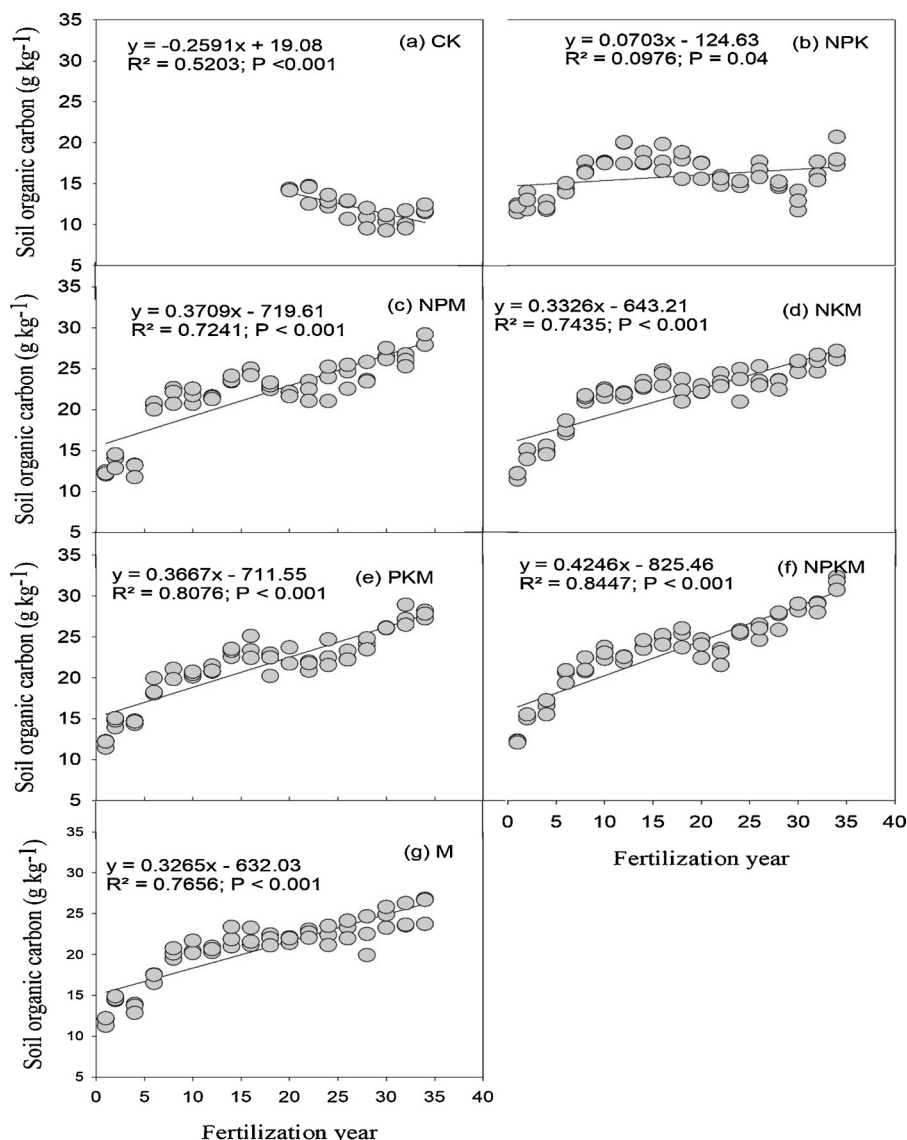 35
30
25
20
15
10
5
Soil organic carbon (g kg-1)
y = -0.2591x + 19.08
R² = 0.5203; P <0.001
(a) CK
y = 0.0703x - 124.63
R² = 0.0976; P = 0.04
(b) NPK
35
30
25
20
15
10
5
Soil organic carbon (g kg-1)
y = 0.3709x - 719.61
R² = 0.7241; P < 0.001
(c) NPM
y = 0.3326x - 643.21
R² = 0.7435; P < 0.001
(d) NKM
35
30
25
20
15
10
5
Soil organic carbon (g kg-1)
y = 0.3667x - 711.55
R² = 0.8076; P < 0.001
(e) PKM
y = 0.4246x - 825.46
R² = 0.8447; P < 0.001
(f) NPKM
0 5 10 15 20 25 30 35 40
Fertilization year
35
30
25
20
15
10
5
Soil organic carbon (g kg-1)
y = 0.3265x - 632.03
R² = 0.7656; P < 0.001
(g) M
0 5 10 15 20 25 30 35 40
Fertilization year